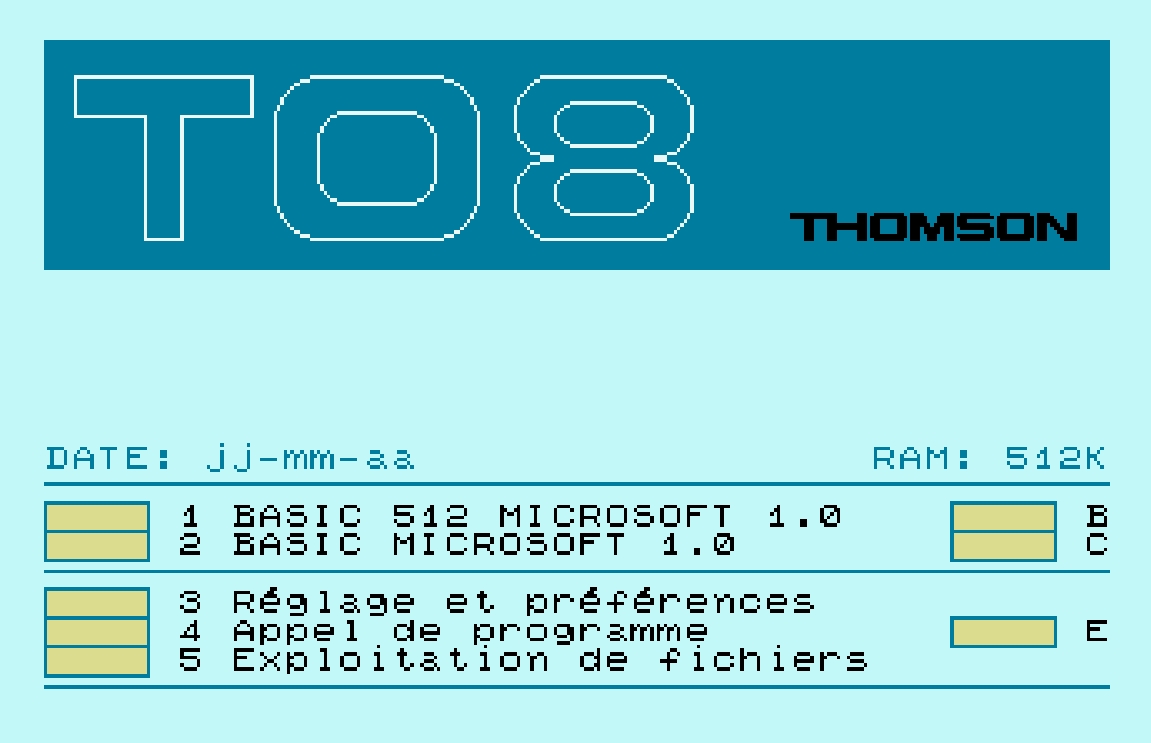 TO8
THOMSON
DATE: jj-mm-aa RAM: 512K
1 BASIC 512 MICROSOFT 1.0 B
2 BASIC MICROSOFT 1.0 C
3 Réglage et préférences
4 Appel de programme E
5 Exploitation de fichiers